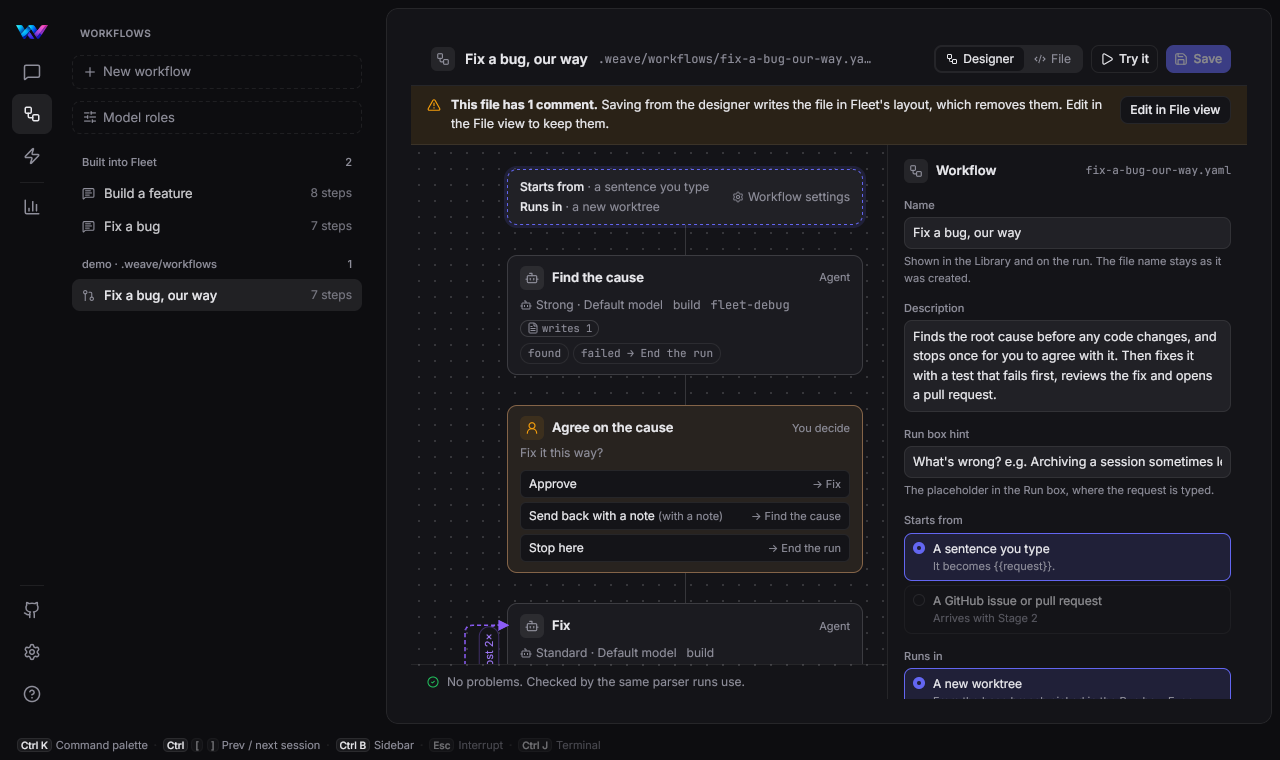 WORKFLOWS
New workflow
Model roles
Built into Fleet 2
Build a feature 8 steps
Fix a bug 7 steps
demo · .weave/workflows 1
Fix a bug, our way 7 steps
Fix a bug, our way .weave/workflows/fix-a-bug-our-way.ya…
Designer File Try it Save
This file has 1 comment. Saving from the designer writes the file in Fleet's layout, which removes them. Edit in
the File view to keep them.
Edit in File view
Starts from · a sentence you type
Runs in · a new worktree
Workflow settings
Find the cause Agent
Strong · Default model build fleet-debug
writes 1
found failed → End the run
Agree on the cause You decide
Fix it this way?
Approve → Fix
Send back with a note (with a note) → Find the cause
Stop here → End the run
Fix Agent
Standard · Default model build
2×
No problems. Checked by the same parser runs use.
Workflow fix-a-bug-our-way.yaml
Name
Fix a bug, our way
Shown in the Library and on the run. The file name stays as it
was created.
Description
Finds the root cause before any code changes, and
stops once for you to agree with it. Then fixes it
with a test that fails first, reviews the fix and opens
a pull request.
Run box hint
What's wrong? e.g. Archiving a session sometimes
The placeholder in the Run box, where the request is typed.
Starts from
A sentence you type
It becomes {{request}}.
A GitHub issue or pull request
Arrives with Stage 2
Runs in
A new worktree
Ctrl K Command palette · Ctrl [ ] Prev / next session · Ctrl B Sidebar · Esc Interrupt · Ctrl J Terminal